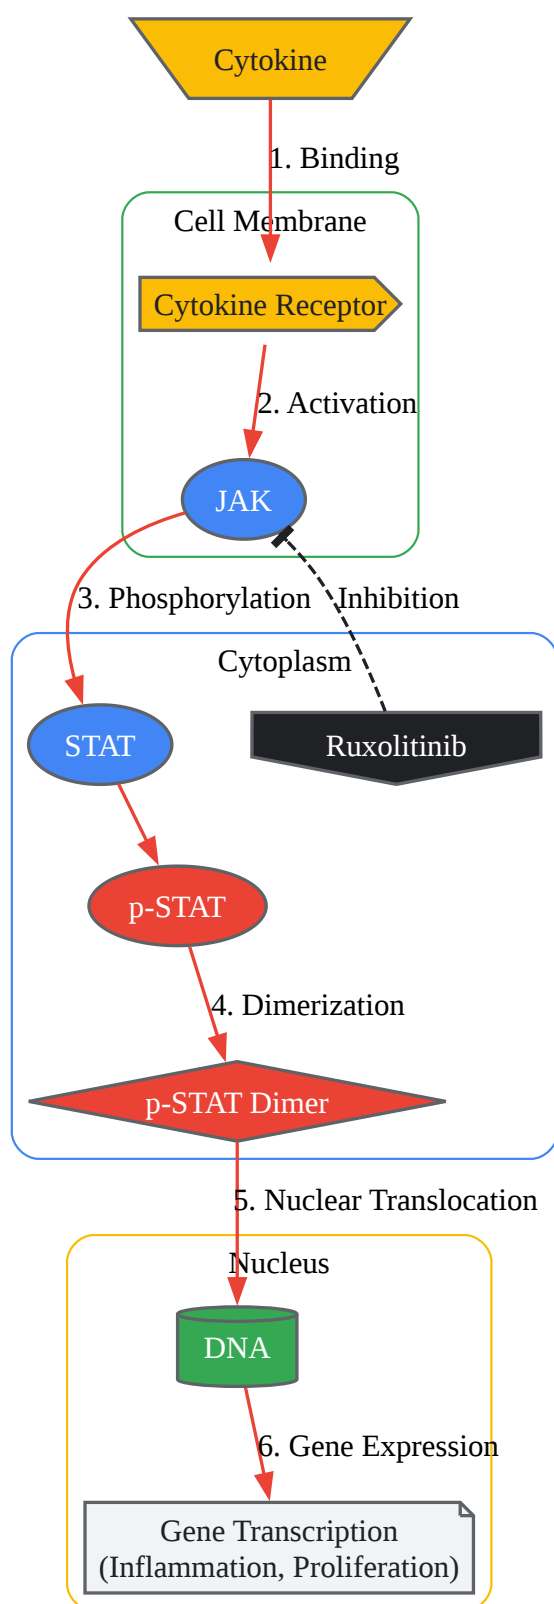 Cytokine
1. Binding
Cell Membrane
Cytokine Receptor
2. Activation
JAK
3. Phosphorylation
Inhibition
Cytoplasm
STAT
Ruxolitinib
p-STAT
4. Dimerization
p-STAT Dimer
5. Nuclear Translocation
Nucleus
DNA
6. Gene Expression
Gene Transcription
(Inflammation, Proliferation)